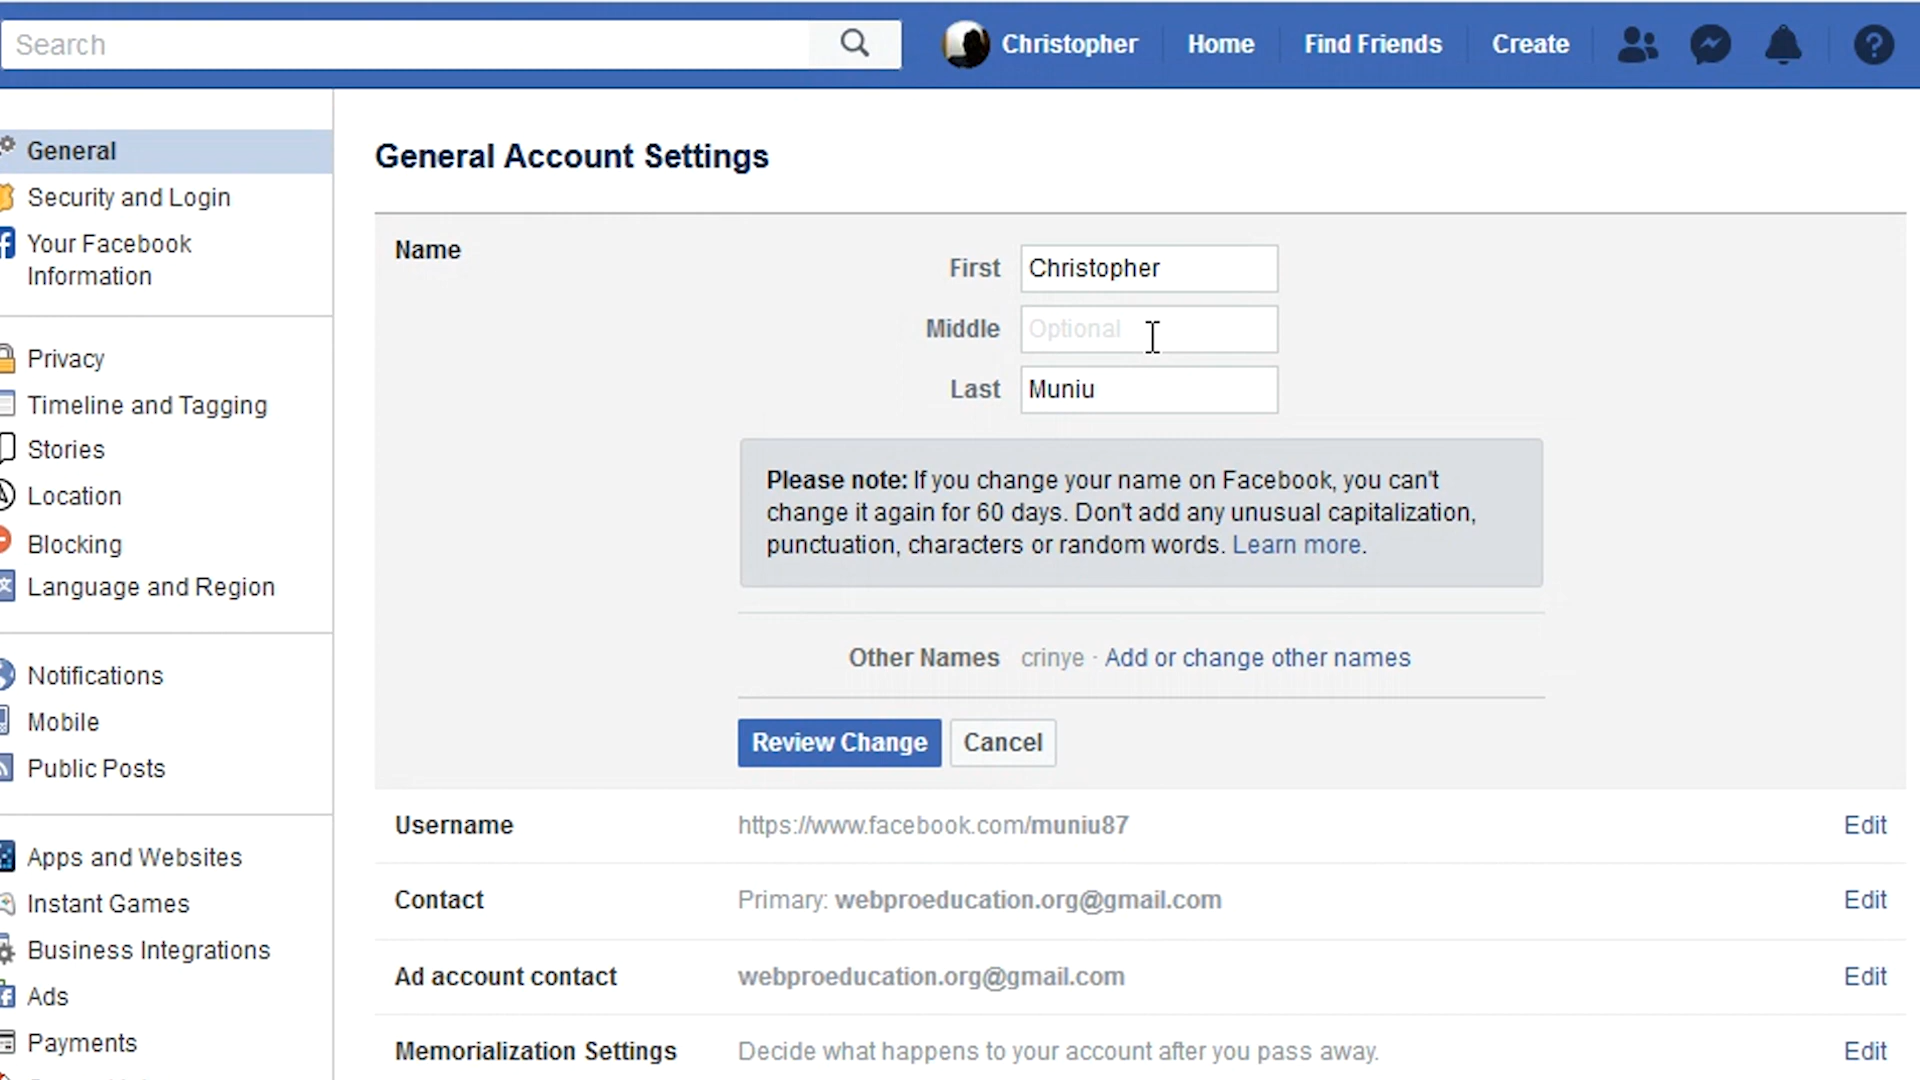 Search
Christopher
Home
Find Friends
Create
General
Security and Login
Your Facebook
Information
Privacy
Timeline and Tagging
Stories
Location
Blocking
Language and Region
Notifications
Mobile
Public Posts
Apps and Websites
Instant Games
Business Integrations
Ads
Payments
General Account Settings
Name
First Christopher
Middle Optional
Last Muniu
Please note: If you change your name on Facebook, you can't
change it again for 60 days. Don't add any unusual capitalization,
punctuation, characters or random words. Learn more.
Other Names crinye · Add or change other names
Review Change Cancel
Username https://www.facebook.com/muniu87 Edit
Contact Primary: webproeducation.org@gmail.com Edit
Ad account contact webproeducation.org@gmail.com Edit
Memorialization Settings Decide what happens to your account after you pass away. Edit